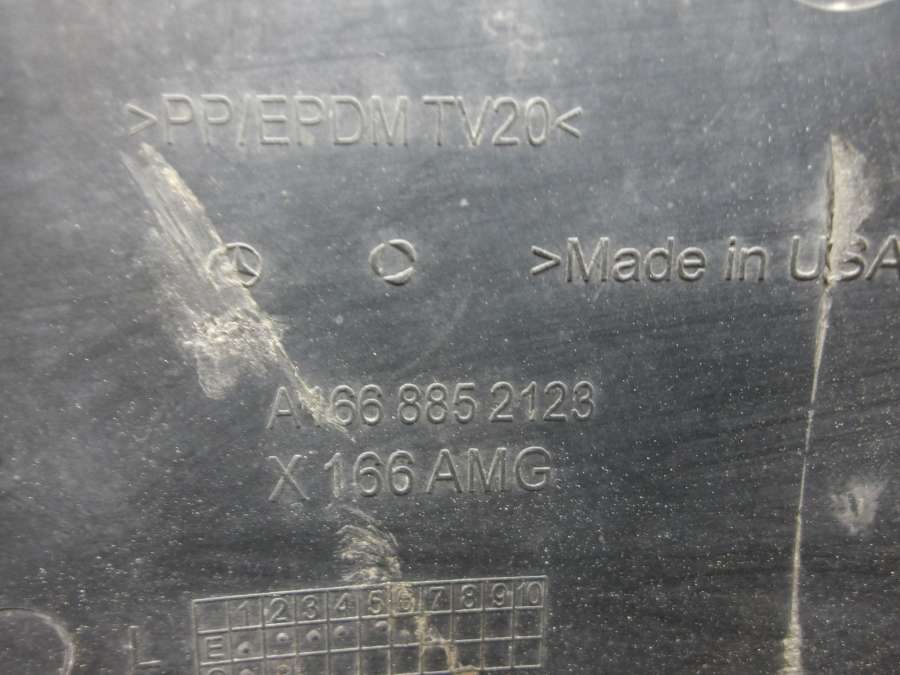 >PP/EPDM TV20<
>Made in USA
A166 885 2123
X 166 AMG
1 2 3 4 5 6 7 8 9 10
E